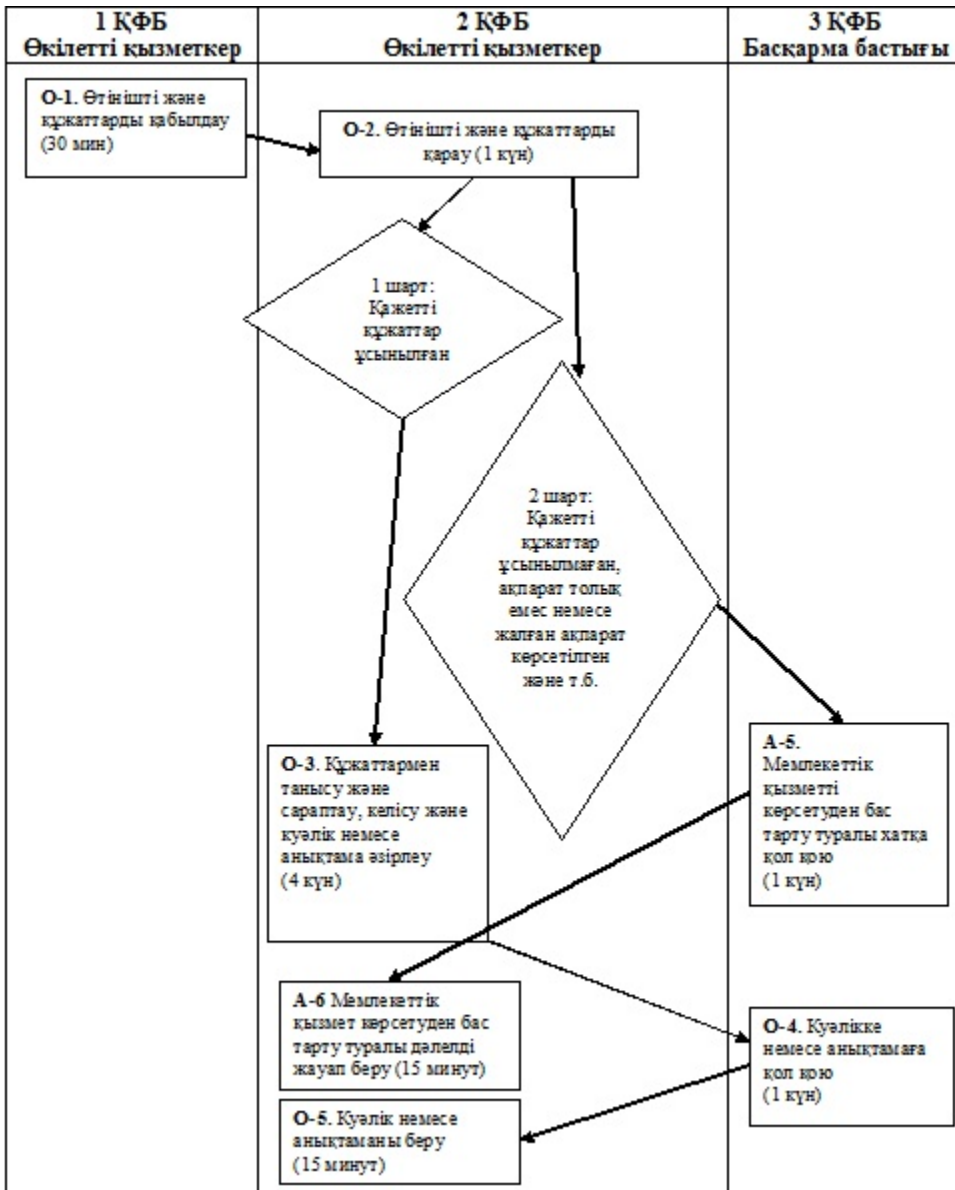 1 ҚФБ
Өкілетті қызметкер
2 ҚФБ
Өкілетті қызметкер
3 ҚФБ
Басқарма бастығы
О-1. Өтінішті және
құжаттарды қабылдау
(30 мин)
О-2. Өтінішті және құжаттарды
қарау (1 күн)
1 шарт:
Қажетті
құжаттар
ұсынылған
2 шарт:
Қажетті
құжаттар
ұсынылмаған,
ақпарат толық
емес немесе
жалған ақпарат
көрсетілген
және т.б.
О-3. Құжаттармен
танысу және
сараптау, келісу және
куәлік немесе
анықтама әзірлеу
(4 күн)
А-5.
Мемлекеттік
қызметті
көрсетуден бас
тарту туралы хатқа
қол қою
(1 күн)
А-6 Мемлекеттік
қызмет көрсетуден бас
тарту туралы дәлелді
жауап беру (15 минут)
О-4. Куәлікке
немесе анықтамаға
қол қою
(1 күн)
О-5. Куәлік немесе
анықтаманы беру
(15 минут)